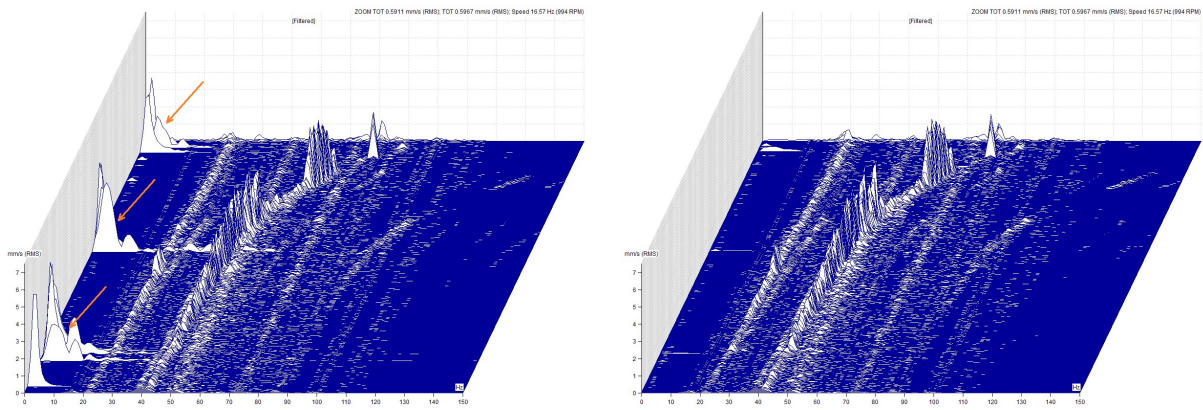 ZOOM TOT 0.5911 mm/s (RMS); TOT 0.5967 mm/s (RMS); Speed 16.57 Hz (994 RPM)
[Filtered]
mm/s (RMS)
7
6
5
4
3
2
1
0
Hz
0 10 20 30 40 50 60 70 80 90 100 110 120 130 140 150
ZOOM TOT 0.5911 mm/s (RMS); TOT 0.5967 mm/s (RMS); Speed 16.57 Hz (994 RPM)
[Filtered]
mm/s (RMS)
7
6
5
4
3
2
1
0
Hz
0 10 20 30 40 50 60 70 80 90 100 110 120 130 140 150